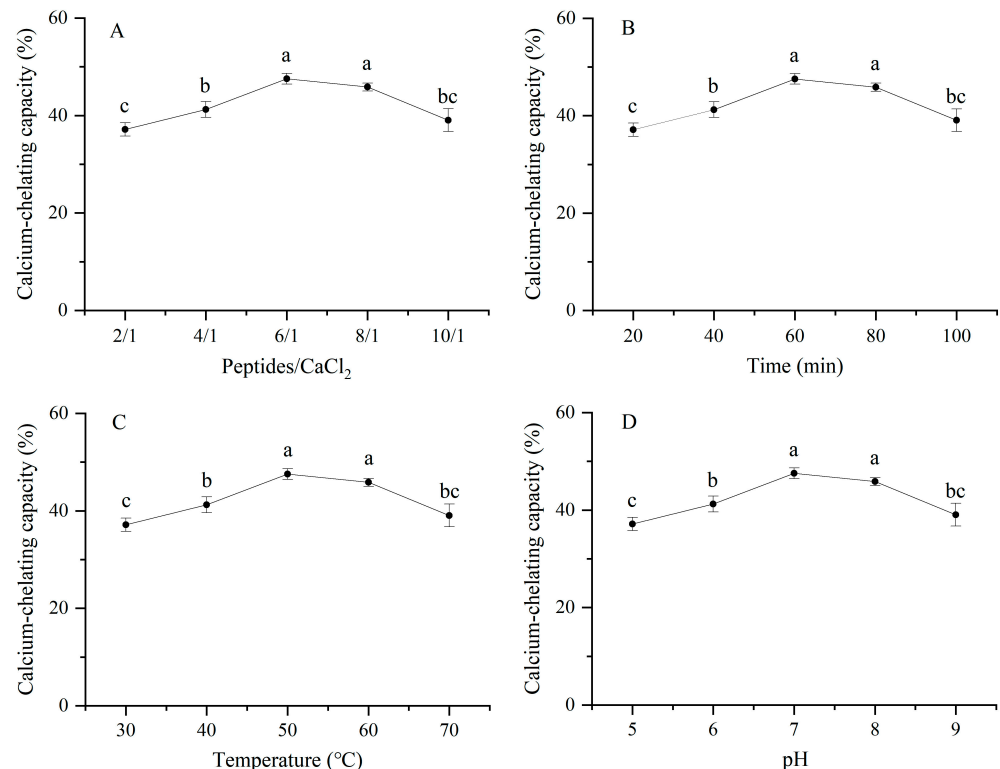 A
Calcium-chelating capacity (%)
60
40
20
0
c
b
a
a
bc
2/1 4/1 6/1 8/1 10/1
Peptides/CaCl₂
B
Calcium-chelating capacity (%)
60
40
20
0
c
b
a
a
bc
20 40 60 80 100
Time (min)
C
Calcium-chelating capacity (%)
60
40
20
0
c
b
a
a
bc
30 40 50 60 70
Temperature (℃)
D
Calcium-chelating capacity (%)
60
40
20
0
c
b
a
a
bc
5 6 7 8 9
pH